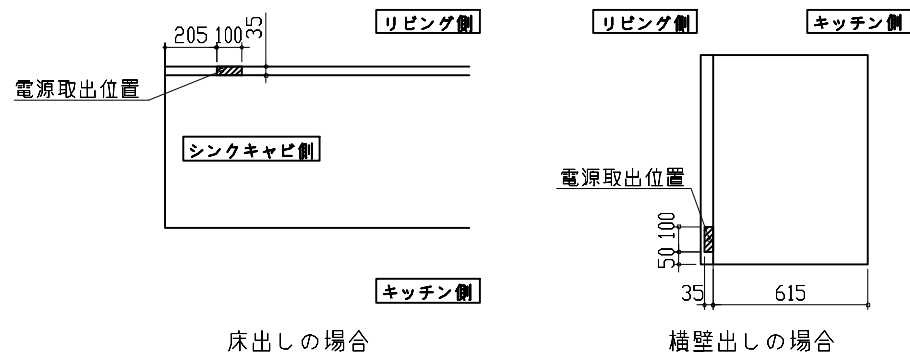 リビング側
205 100 35
電源取出位置
シンクキャビ側
キッチン側
床出しの場合
リビング側
キッチン側
電源取出位置
100
50
35
615
横壁出しの場合